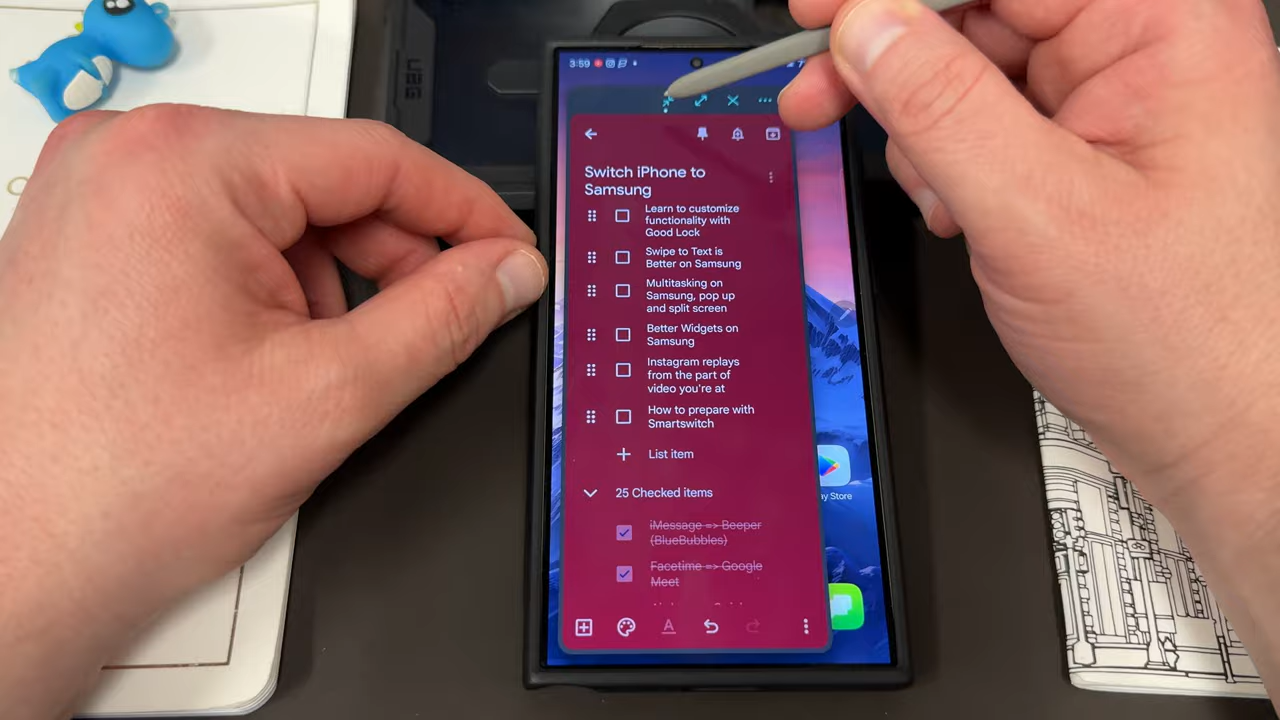 3:59
Switch iPhone to
Samsung
Learn to customize
functionality with
Good Lock
Swipe to Text is
Better on Samsung
Multitasking on
Samsung, pop up
and split screen
Better Widgets on
Samsung
Instagram replays
from the part of
video you're at
How to prepare with
Smartswitch
+ List item
25 Checked items
iMessage => Beeper
(BlueBubbles)
Facetime => Google
Meet
ay Store
A